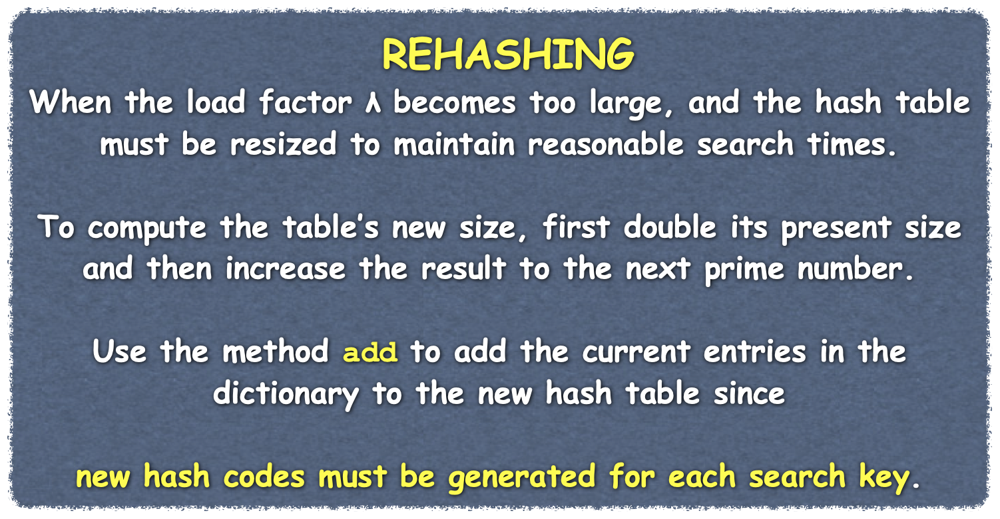 REHASHING
When the load factor λ becomes too large, and the hash table
must be resized to maintain reasonable search times.
To compute the table’s new size, first double its present size
and then increase the result to the next prime number.
Use the method add to add the current entries in the
dictionary to the new hash table since
new hash codes must be generated for each search key.